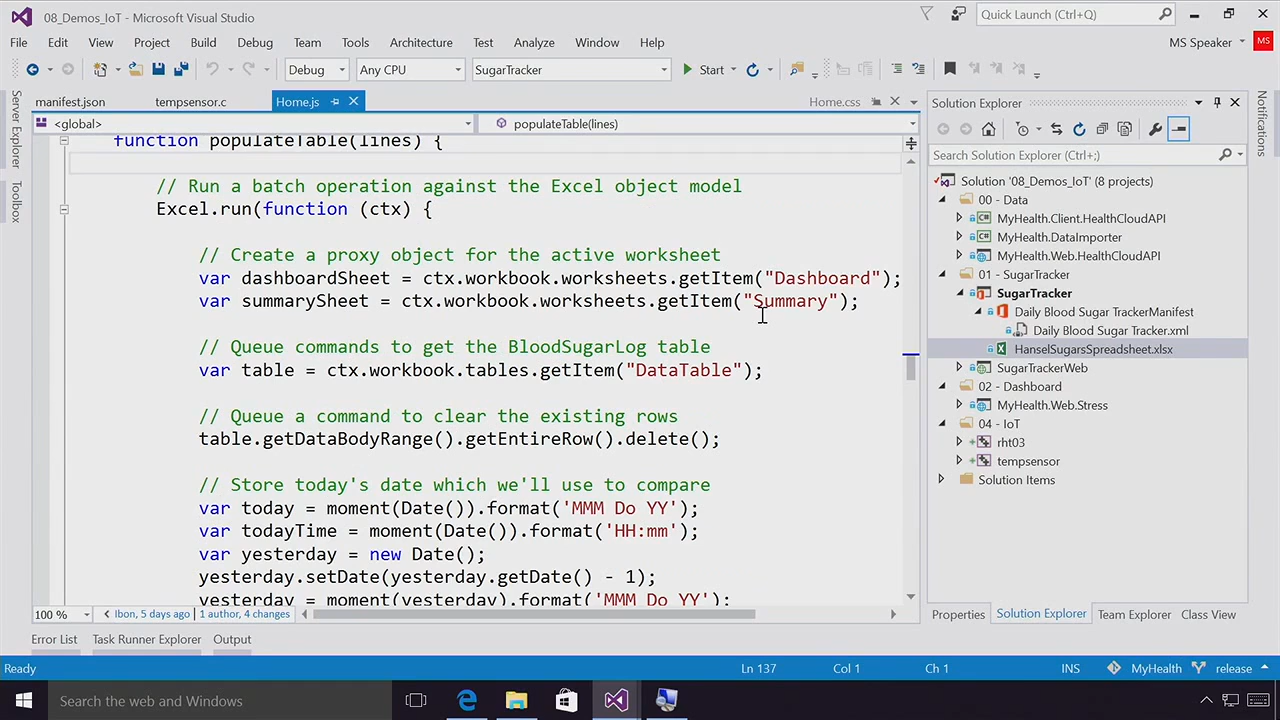 08_Demos_IoT - Microsoft Visual Studio
Quick Launch (Ctrl+Q)
File Edit View Project Build Debug Team Tools Architecture Test Analyze Window Help
MS Speaker MS
Debug Any CPU SugarTracker Start
manifest.json tempsensor.c Home.js Home.css
<global> populateTable(lines)
Server Explorer
Toolbox
function populateTable(lines) {
// Run a batch operation against the Excel object model
Excel.run(function (ctx) {
// Create a proxy object for the active worksheet
var dashboardSheet = ctx.workbook.worksheets.getItem("Dashboard");
var summarySheet = ctx.workbook.worksheets.getItem("Summary");
// Queue commands to get the BloodSugarLog table
var table = ctx.workbook.tables.getItem("DataTable");
// Queue a command to clear the existing rows
table.getDataBodyRange().getEntireRow().delete();
// Store today's date which we'll use to compare
var today = moment(Date()).format('MMM Do YY');
var todayTime = moment(Date()).format('HH:mm');
var yesterday = new Date();
yesterday.setDate(yesterday.getDate() - 1);
yesterday = moment(yesterday).format('MMM Do YY');
100 % Ibon, 5 days ago 1 author, 4 changes
Solution Explorer
Search Solution Explorer (Ctrl+;)
Solution '08_Demos_IoT' (8 projects)
00 - Data
MyHealth.Client.HealthCloudAPI
MyHealth.DataImporter
MyHealth.Web.HealthCloudAPI
01 - SugarTracker
SugarTracker
Daily Blood Sugar TrackerManifest
Daily Blood Sugar Tracker.xml
HanselSugarsSpreadsheet.xlsx
SugarTrackerWeb
02 - Dashboard
MyHealth.Web.Stress
04 - IoT
rht03
tempsensor
Solution Items
Properties Solution Explorer Team Explorer Class View
Notifications
Error List Task Runner Explorer Output
Ready Ln 137 Col 1 Ch 1 INS MyHealth release
Search the web and Windows